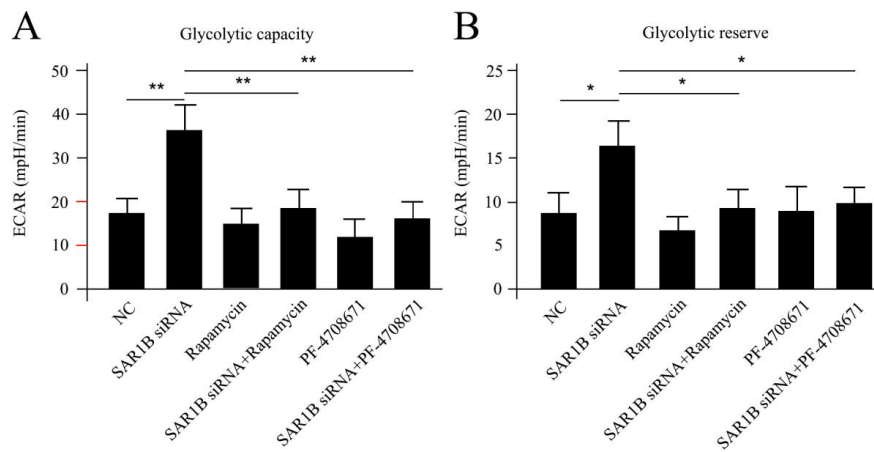 A
Glycolytic capacity
ECAR (mpH/min)
50
40
30
20
10
0
**
**
**
NC
SAR1B siRNA
Rapamycin
SAR1B siRNA+Rapamycin
PF-4708671
SAR1B siRNA+PF-4708671
B
Glycolytic reserve
ECAR (mpH/min)
25
20
15
10
5
0
*
*
*
NC
SAR1B siRNA
Rapamycin
SAR1B siRNA+Rapamycin
PF-4708671
SAR1B siRNA+PF-4708671